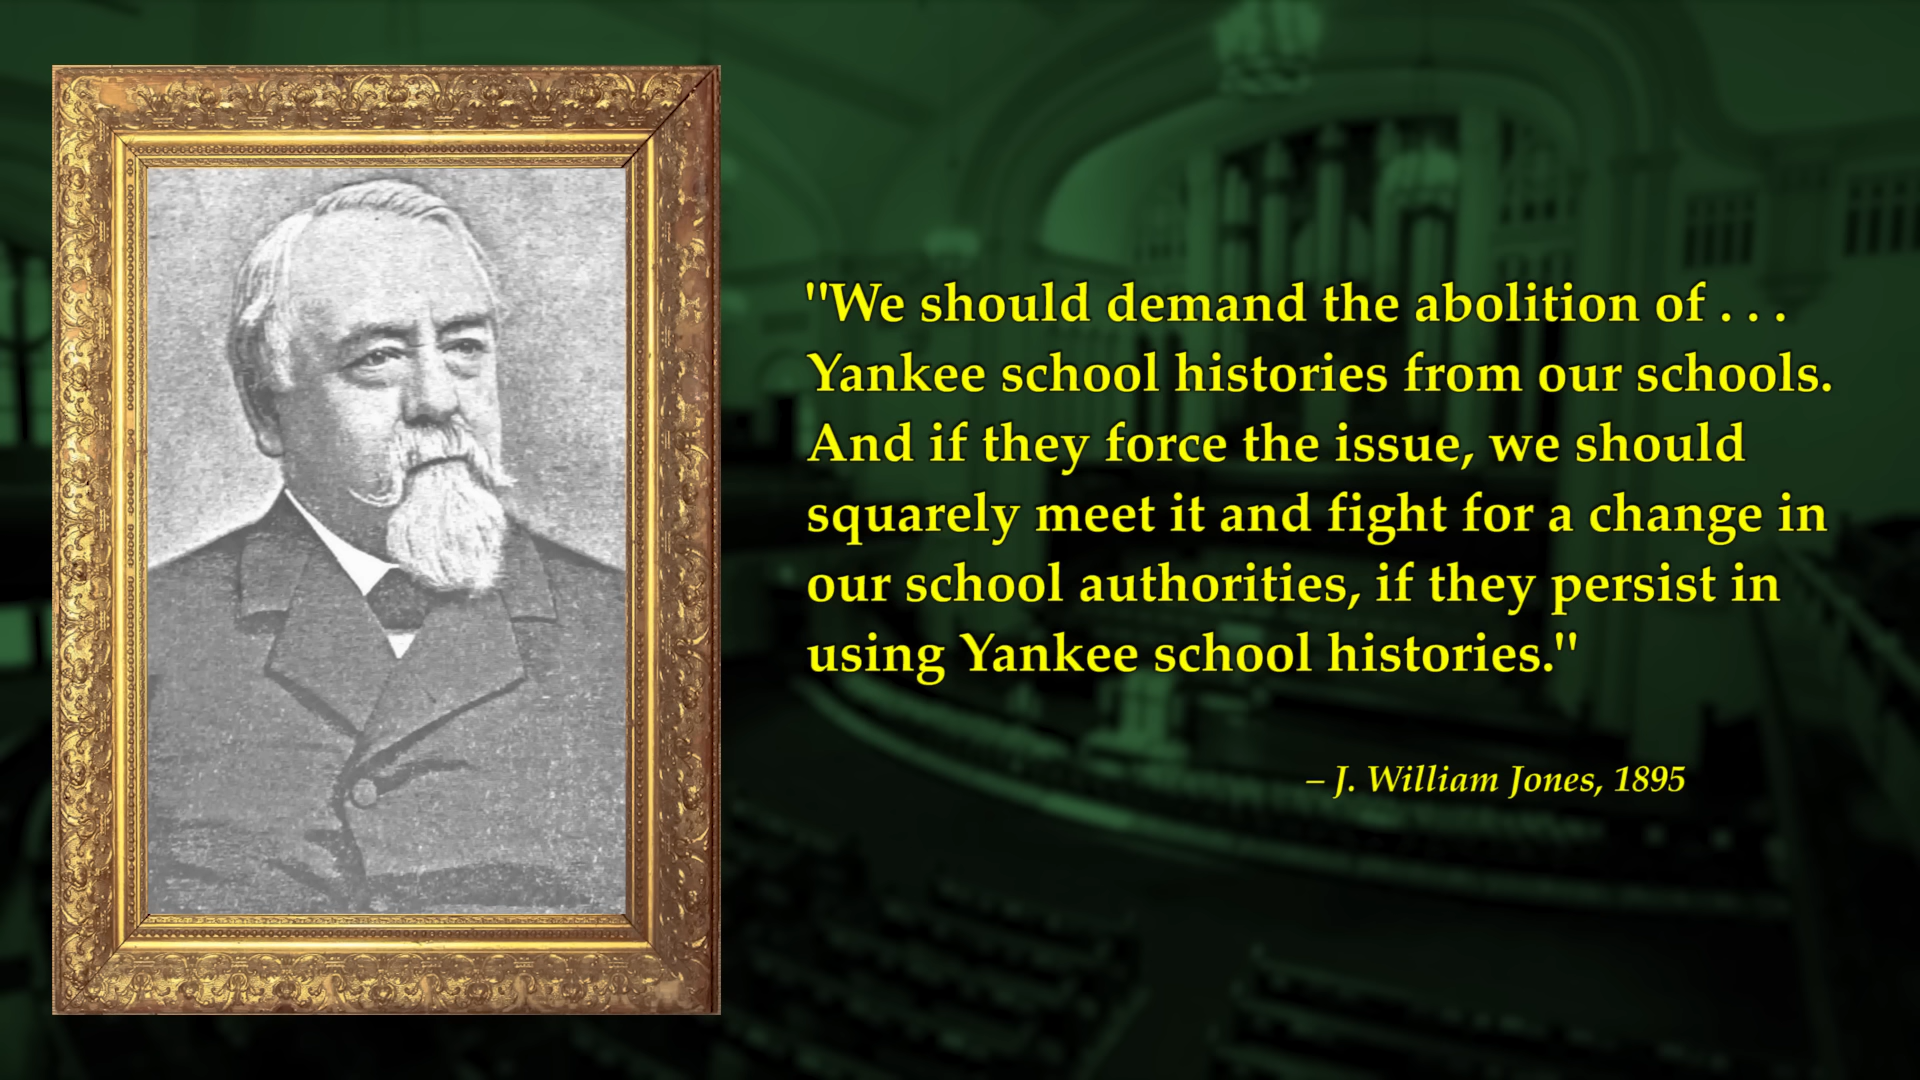 "We should demand the abolition of . . .
Yankee school histories from our schools.
And if they force the issue, we should
squarely meet it and fight for a change in
our school authorities, if they persist in
using Yankee school histories."
– J. William Jones, 1895